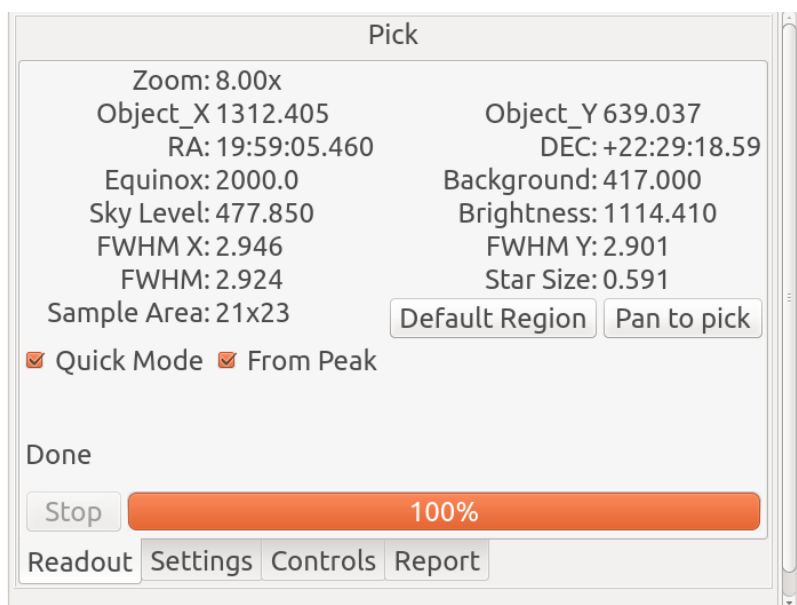 Pick
Zoom: 8.00x
Object_X 1312.405 Object_Y 639.037
RA: 19:59:05.460 DEC: +22:29:18.59
Equinox: 2000.0 Background: 417.000
Sky Level: 477.850 Brightness: 1114.410
FWHM X: 2.946 FWHM Y: 2.901
FWHM: 2.924 Star Size: 0.591
Sample Area: 21x23 Default Region Pan to pick
Quick Mode From Peak
Done
Stop 100%
Readout Settings Controls Report